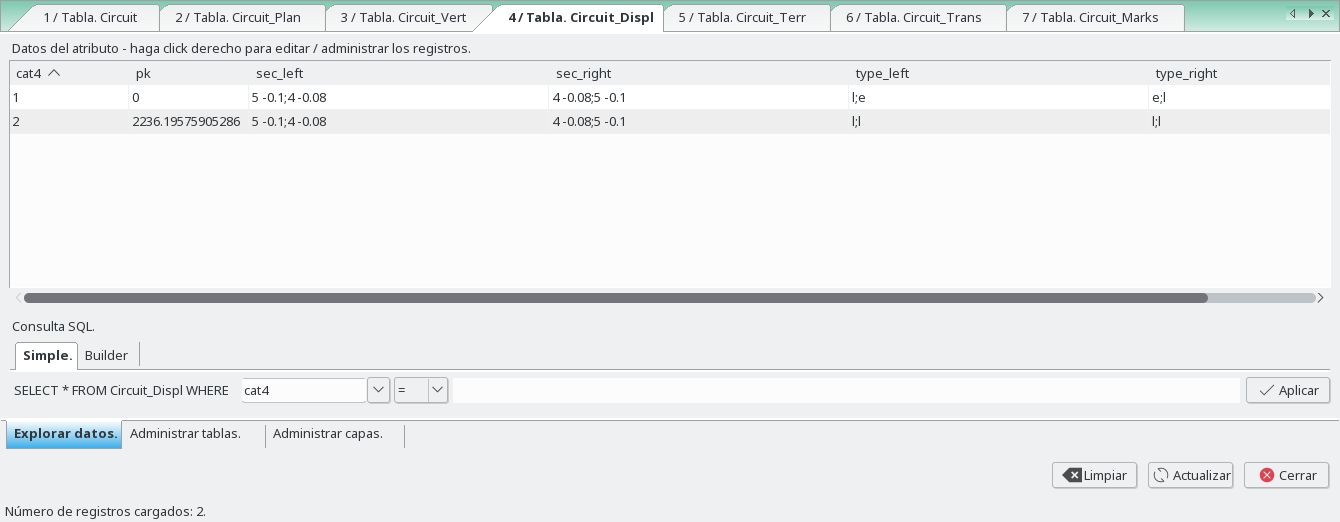 1 / Tabla. Circuit 2 / Tabla. Circuit_Plan 3 / Tabla. Circuit_Vert 4 / Tabla. Circuit_Displ 5 / Tabla. Circuit_Terr 6 / Tabla. Circuit_Trans 7 / Tabla. Circuit_Marks
Datos del atributo - haga click derecho para editar / administrar los registros.
cat4 pk sec_left sec_right type_left type_right
1 0 5 -0.1;4 -0.08 4 -0.08;5 -0.1 l;e e;l
2 2236.19575905286 5 -0.1;4 -0.08 4 -0.08;5 -0.1 l;l l;l
Consulta SQL.
Simple. Builder
SELECT * FROM Circuit_Displ WHERE cat4 = Aplicar
Explorar datos. Administrar tablas. Administrar capas.
Limpiar Actualizar Cerrar
Número de registros cargados: 2.